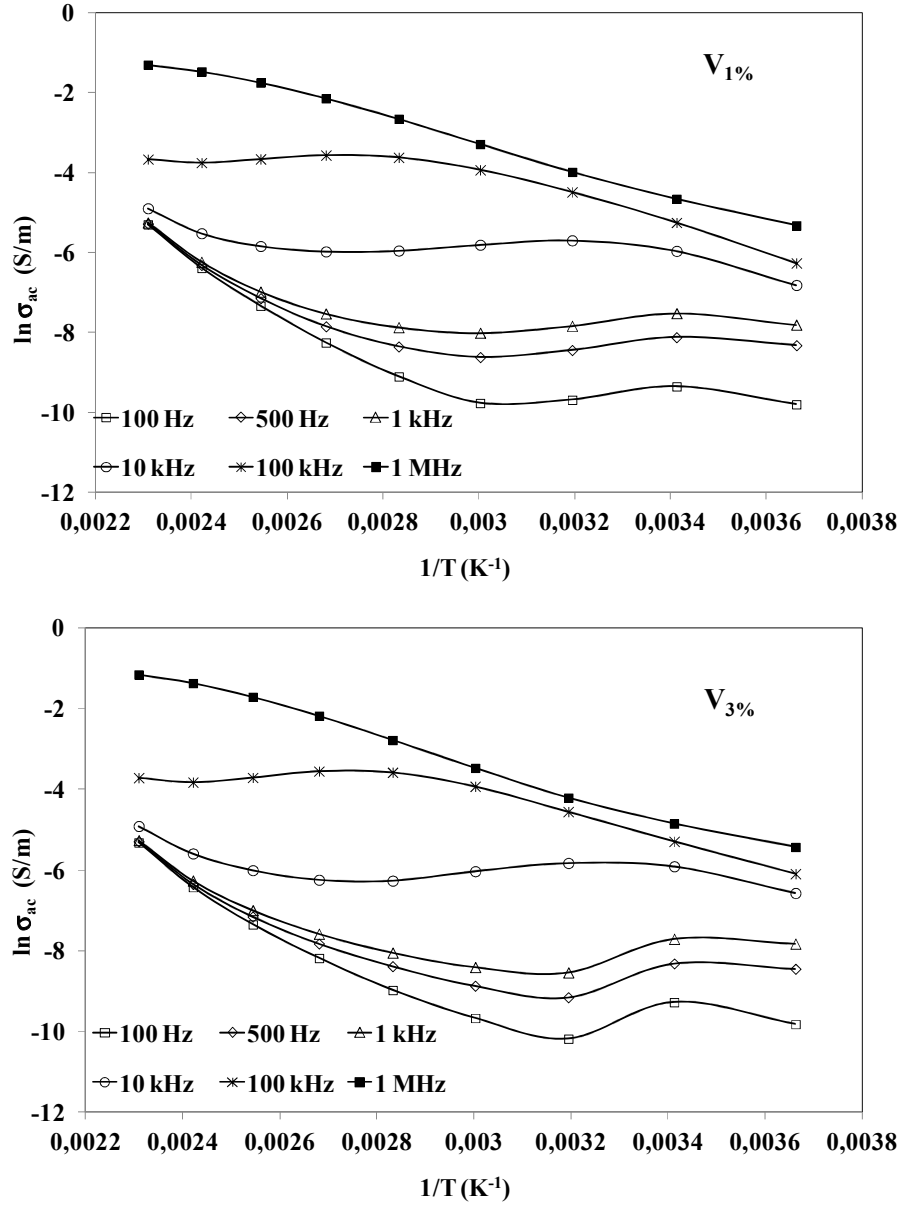 0
V1%
-2
-4
-6
-8
-10
-12
ln σac (S/m)
100 Hz 500 Hz 1 kHz
10 kHz 100 kHz 1 MHz
0,0022 0,0024 0,0026 0,0028 0,003 0,0032 0,0034 0,0036 0,0038
1/T (K-1)
0
V3%
-2
-4
-6
-8
-10
-12
ln σac (S/m)
100 Hz 500 Hz 1 kHz
10 kHz 100 kHz 1 MHz
0,0022 0,0024 0,0026 0,0028 0,003 0,0032 0,0034 0,0036 0,0038
1/T (K-1)